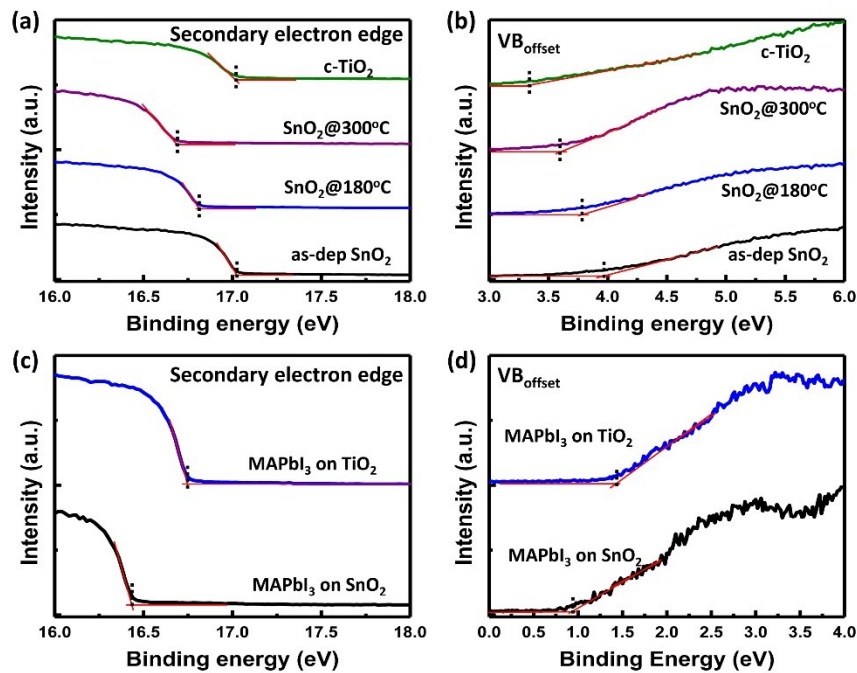 (a)
Secondary electron edge
c-TiO₂
SnO₂@300°C
SnO₂@180°C
as-dep SnO₂
Intensity (a.u.)
16.0 16.5 17.0 17.5 18.0
Binding energy (eV)
(b)
VBoffset
c-TiO₂
SnO₂@300°C
SnO₂@180°C
as-dep SnO₂
Intensity (a.u.)
3.0 3.5 4.0 4.5 5.0 5.5 6.0
Binding energy (eV)
(c)
Secondary electron edge
MAPbI₃ on TiO₂
MAPbI₃ on SnO₂
Intensity (a.u.)
16.0 16.5 17.0 17.5 18.0
Binding energy (eV)
(d)
VBoffset
MAPbI₃ on TiO₂
MAPbI₃ on SnO₂
Intensity (a.u.)
0.0 0.5 1.0 1.5 2.0 2.5 3.0 3.5 4.0
Binding Energy (eV)